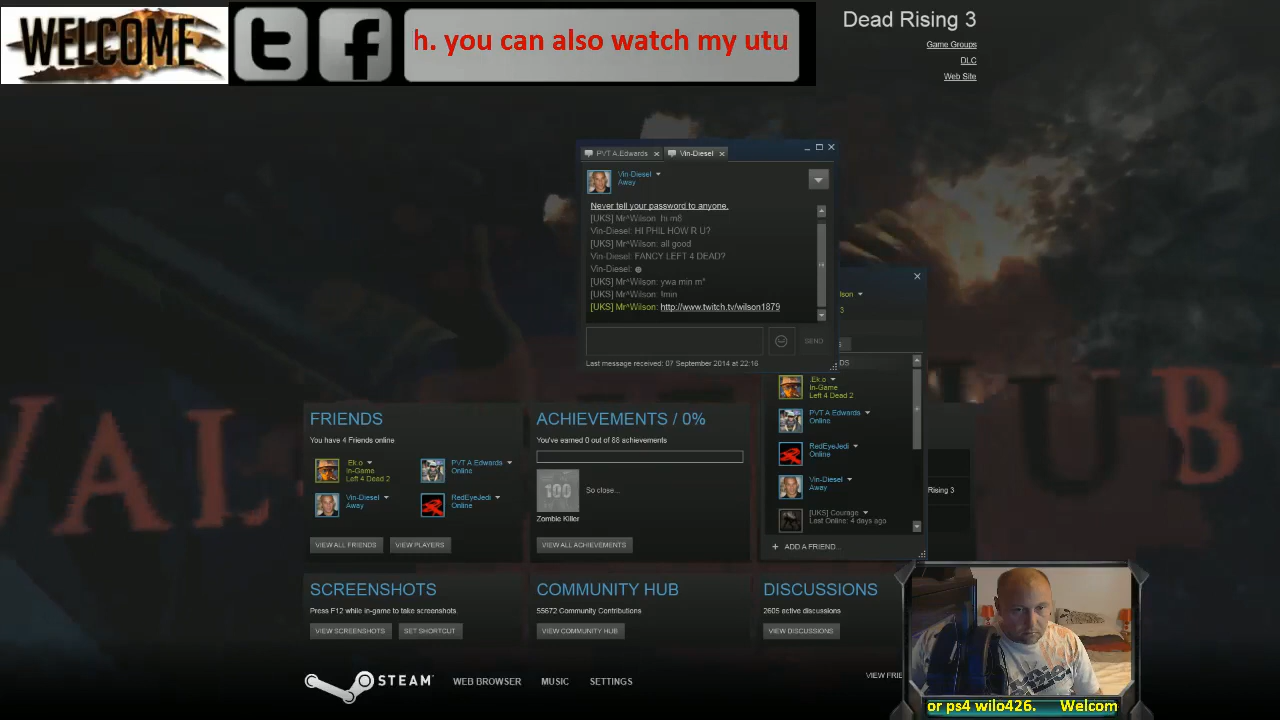 WELCOME
h. you can also watch my utu
Dead Rising 3
Game Groups
DLC
Web Site
PVT A.Edwards
Vin-Diesel
Vin-Diesel
Away
Never tell your password to anyone.
[UKS] Mr^Wilson: hi m8
Vin-Diesel: HI PHIL HOW R U?
[UKS] Mr^Wilson: all good
Vin-Diesel: FANCY LEFT 4 DEAD?
Vin-Diesel:
[UKS] Mr^Wilson: ywa min m*
[UKS] Mr^Wilson: !min
[UKS] Mr^Wilson: http://www.twitch.tv/wilson1879
SEND
Last message received: 07 September 2014 at 22:16
lson
3
S
DS
.Ek.o
In-Game
Left 4 Dead 2
PVT A Edwards
Online
RedEyeJedi
Online
Vin-Diesel
Away
[UKS] Courage
Last Online: 4 days ago
+ ADD A FRIEND...
FRIENDS
You have 4 Friends online
.Ek.o
In-Game
Left 4 Dead 2
PVT A Edwards
Online
Vin-Diesel
Away
RedEyeJedi
Online
VIEW ALL FRIENDS
VIEW PLAYERS
ACHIEVEMENTS / 0%
You've earned 0 out of 88 achievements
100
So close...
Zombie Killer
VIEW ALL ACHIEVEMENTS
Rising 3
SCREENSHOTS
Press F12 while in-game to take screenshots
VIEW SCREENSHOTS
SET SHORTCUT
COMMUNITY HUB
55672 Community Contributions
VIEW COMMUNITY HUB
DISCUSSIONS
2605 active discussions
VIEW DISCUSSIONS
STEAM
WEB BROWSER
MUSIC
SETTINGS
VIEW FRIE
or ps4 wilo426. Welcom